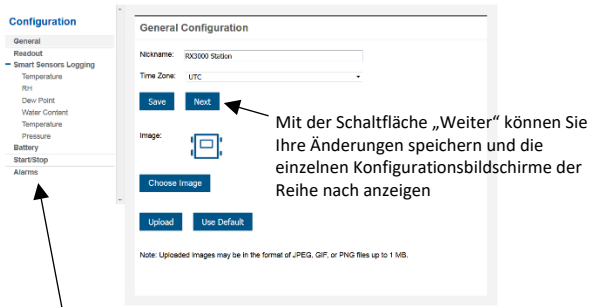 Configuration
General
Readout
Smart Sensors Logging
Temperature
RH
Dew Point
Water Content
Temperature
Pressure
Battery
Start/Stop
Alarms
General Configuration
Nickname: RX3000 Station
Time Zone: UTC
Save Next
Mit der Schaltfläche „Weiter“ können Sie
Ihre Änderungen speichern und die
einzelnen Konfigurationsbildschirme der
Reihe nach anzeigen
Image:
Choose Image
Upload Use Default
Note: Uploaded images may be in the format of JPEG, GIF, or PNG files up to 1 MB.